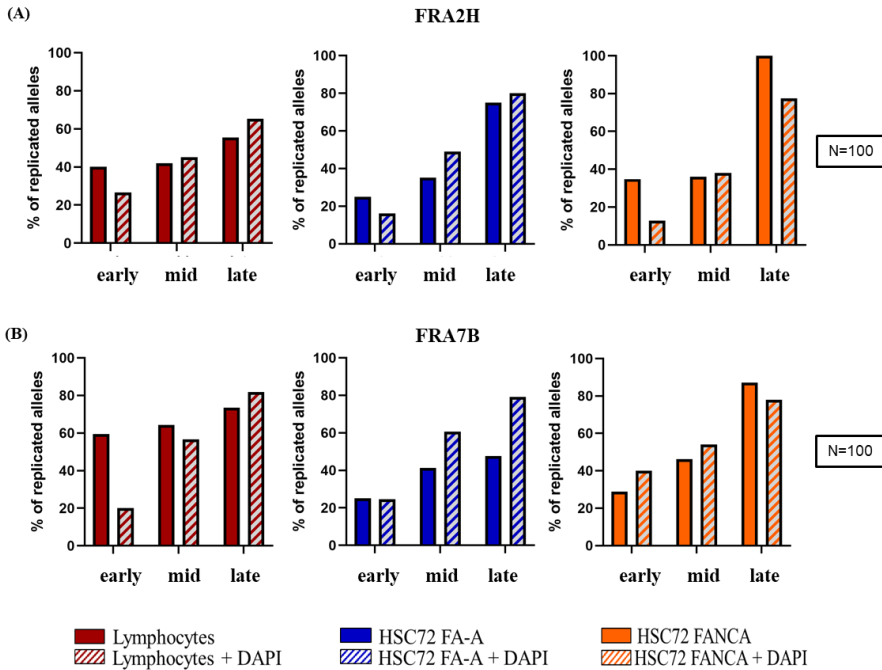 (A)
FRA2H
% of replicated alleles
100
80
60
40
20
0
early mid late
% of replicated alleles
100
80
60
40
20
0
early mid late
% of replicated alleles
100
80
60
40
20
0
early mid late
N=100
(B)
FRA7B
% of replicated alleles
100
80
60
40
20
0
early mid late
% of replicated alleles
100
80
60
40
20
0
early mid late
% of replicated alleles
100
80
60
40
20
0
early mid late
N=100
Lymphocytes
Lymphocytes + DAPI
HSC72 FA-A
HSC72 FA-A + DAPI
HSC72 FANCA
HSC72 FANCA + DAPI